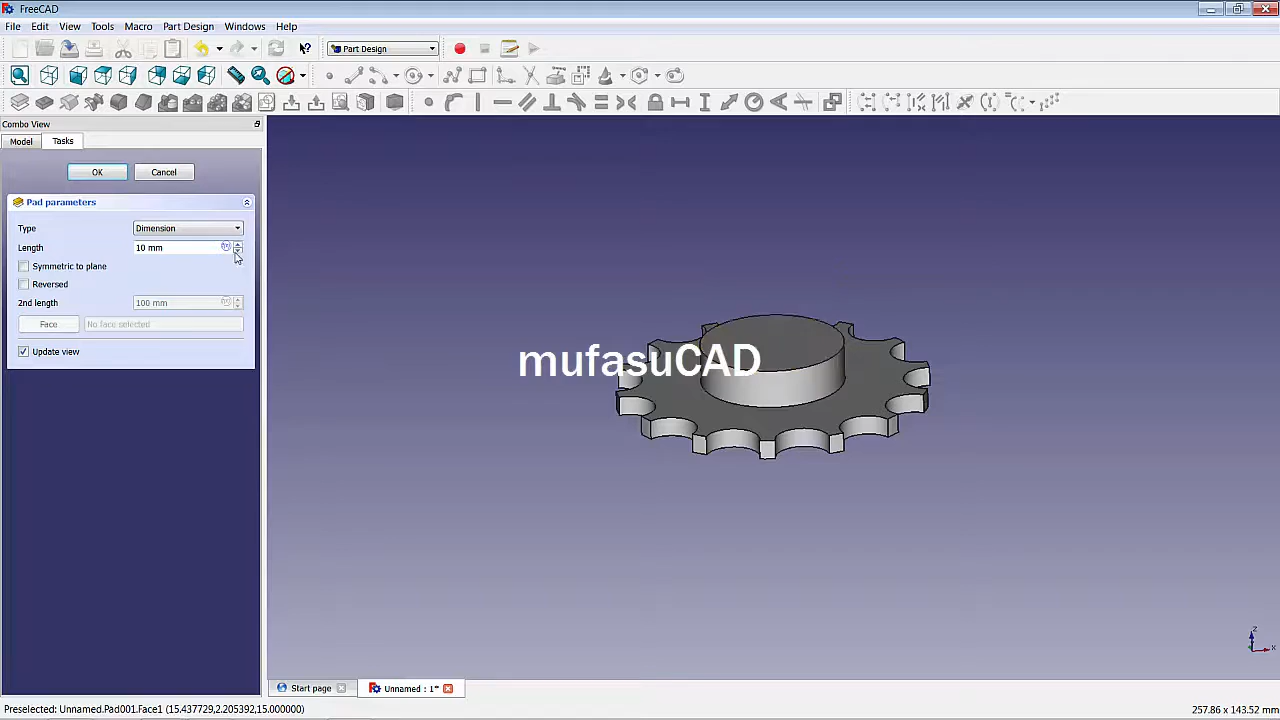 FreeCAD
File Edit View Tools Macro Part Design Windows Help
Part Design
Combo View
Model Tasks
OK Cancel
Pad parameters
Type Dimension
Length 10 mm
Symmetric to plane
Reversed
2nd length 100 mm
Face No face selected
Update view
mufasuCAD
Z
X
Start page Unnamed : 1*
Preselected: Unnamed.Pad001.Face1 (15.437729,2.205392,15.000000) 257.86 x 143.52 mm